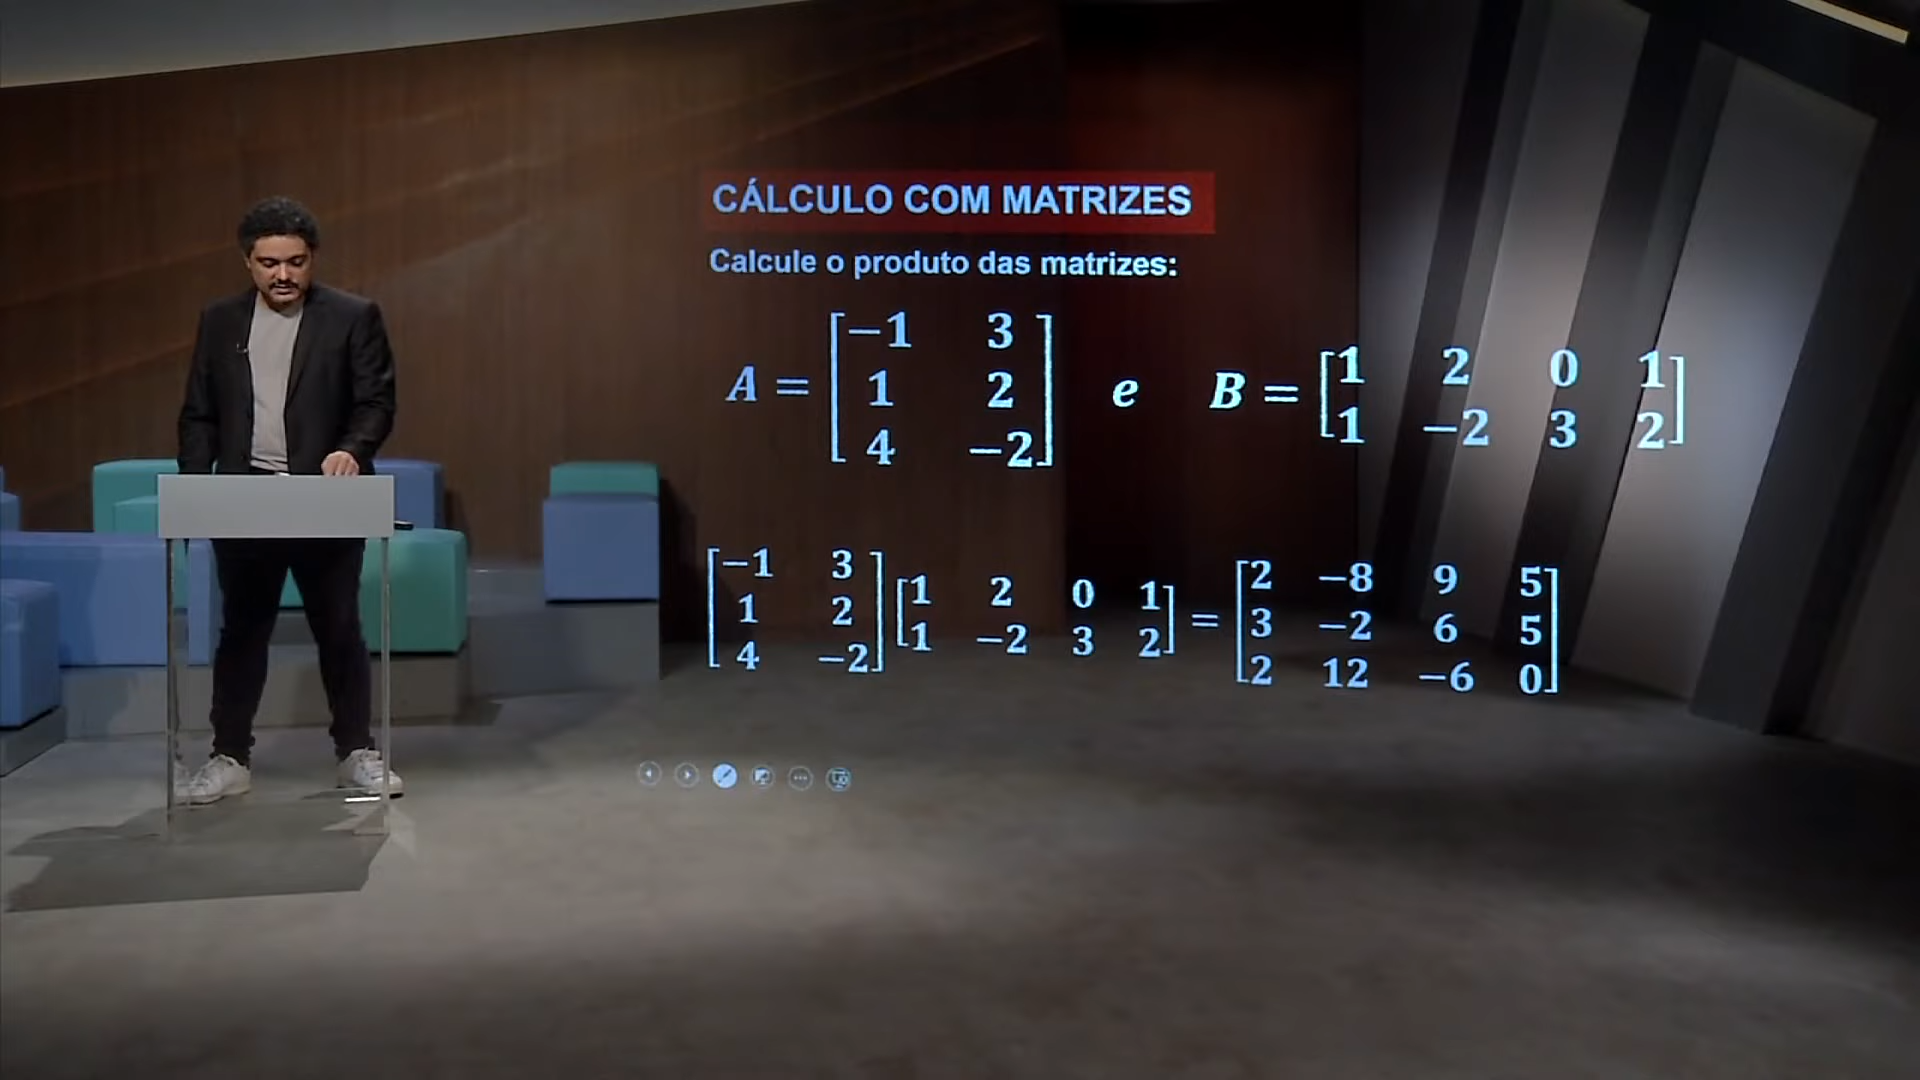 CÁLCULO COM MATRIZES
Calcule o produto das matrizes:
A = [−1 3; 1 2; 4 −2] e B = [1 2 0 1; 1 −2 3 2]
[−1 3; 1 2; 4 −2] [1 2 0 1; 1 −2 3 2] = [2 −8 9 5; 3 −2 6 5; 2 12 −6 0]